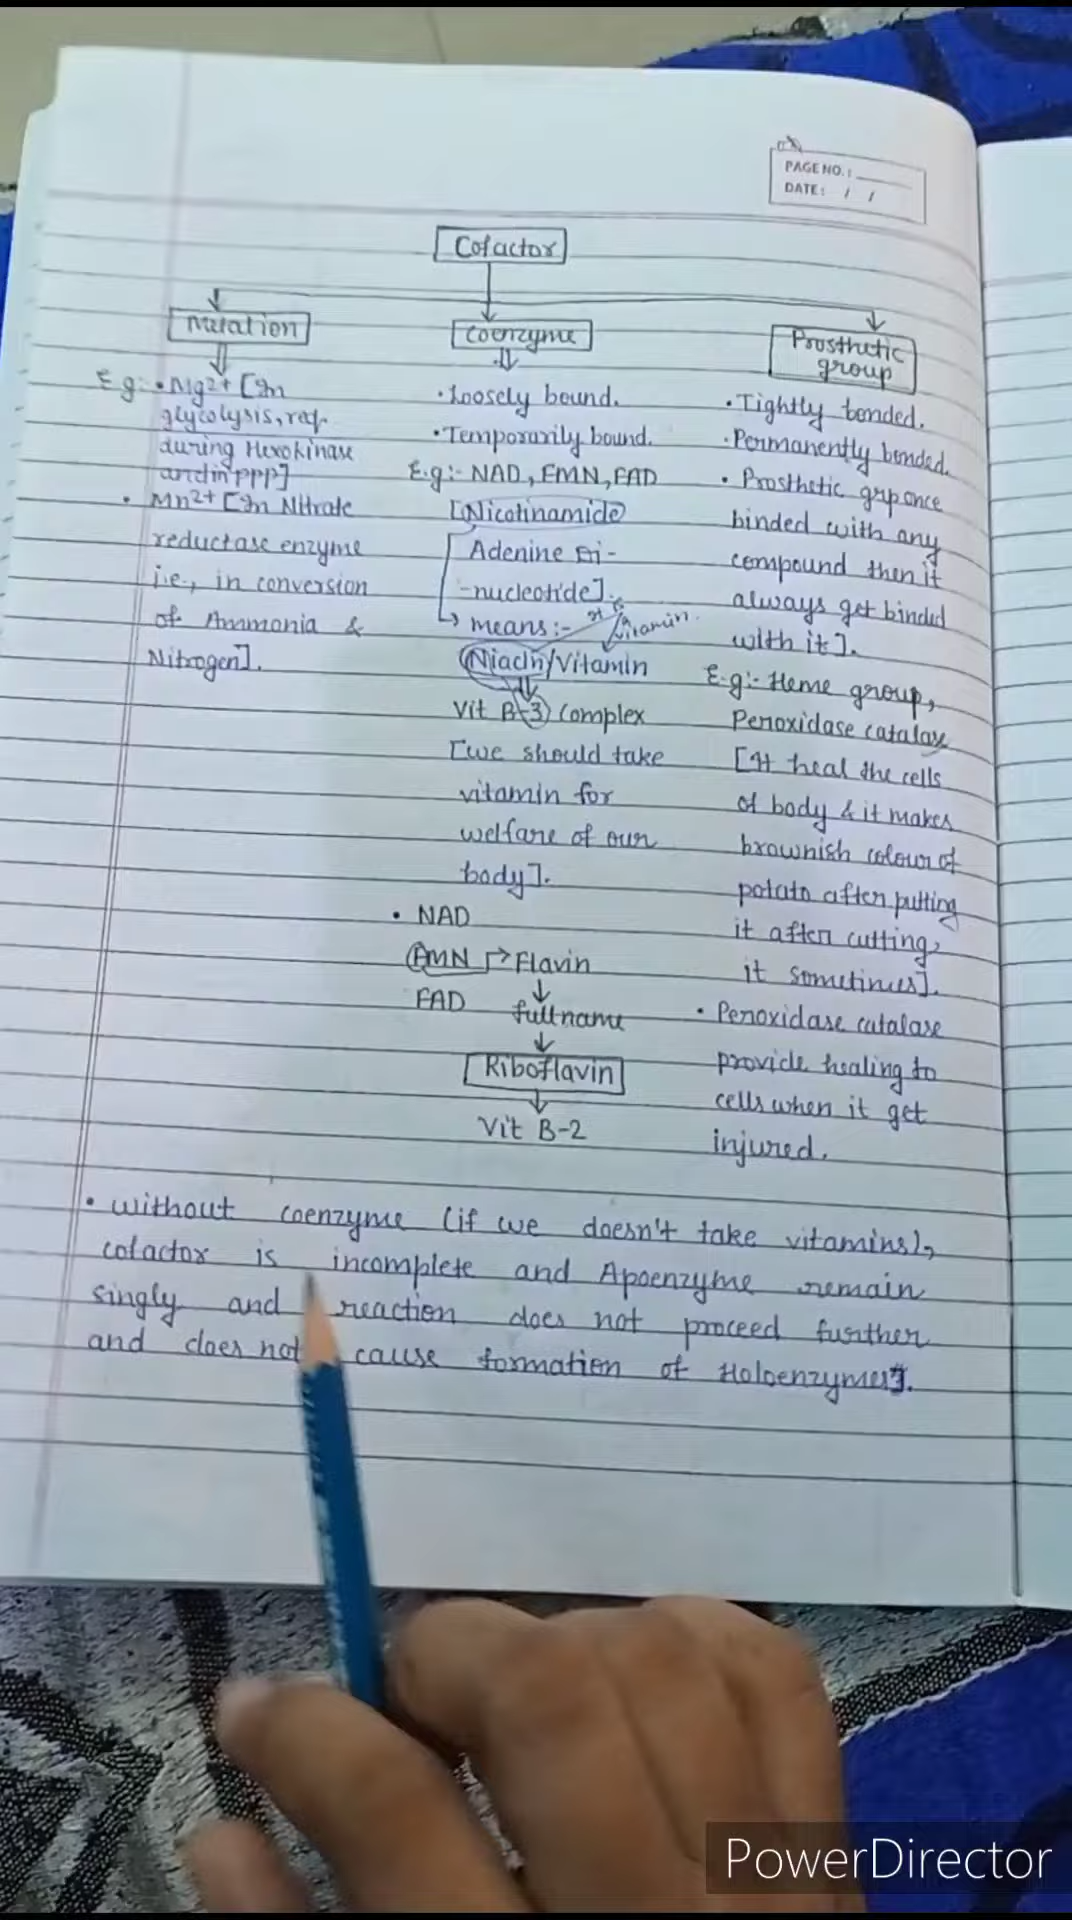 PAGE NO.:
DATE: / /
Cofactor
Metation
Coenzyme
Prosthetic
group
E.g:- • Mg2+ [In
glycolysis, rxp
during Hexokinase
and in PPP]
• Mn2+ [In Nitrate
reductase enzyme
i.e., in conversion
of Ammonia &
Nitrogen].
• Loosely bound.
• Temporarily bound.
E.g:- NAD, FMN, FAD
[Nicotinamide
Adenine Di-
-nucleotide].
means:-
vitamin.
Niacin/Vitamin
Vit B-3 Complex
[we should take
vitamin for
welfare of our
body].
• NAD
FMN → Flavin
FAD
full name
Riboflavin
Vit B-2
• Tightly bonded.
• Permanently bonded.
• Prosthetic grp once
binded with any
compound then it
always get binded
with it].
E.g:- Heme group,
Peroxidase catalase
[It heal the cells
of body & it makes
brownish colour of
potato after putting
it after cutting,
it sometimes].
• Peroxidase catalase
provide healing to
cells when it get
injured.
• without coenzyme (if we doesn't take vitamins),
cofactor is incomplete and Apoenzyme remain
singly and reaction does not proceed further
and does not cause formation of Holoenzymes].
PowerDirector